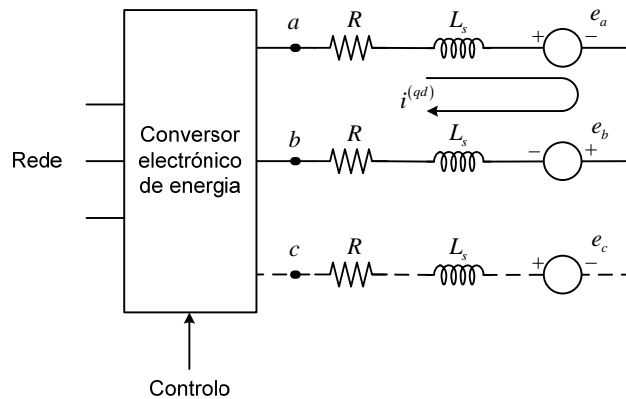 a
R
L_s
+
−
e_a
i^(qd)
Rede
Conversor
electrónico
de energia
b
R
L_s
−
+
e_b
c
R
L_s
+
−
e_c
Controlo